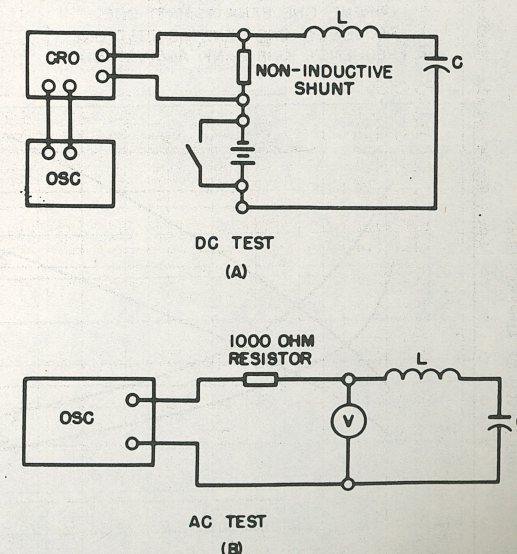 CRO
OSC
L
C
NON-INDUCTIVE
SHUNT
DC TEST
(A)
1000 OHM
RESISTOR
OSC
V
L
AC TEST
(B)